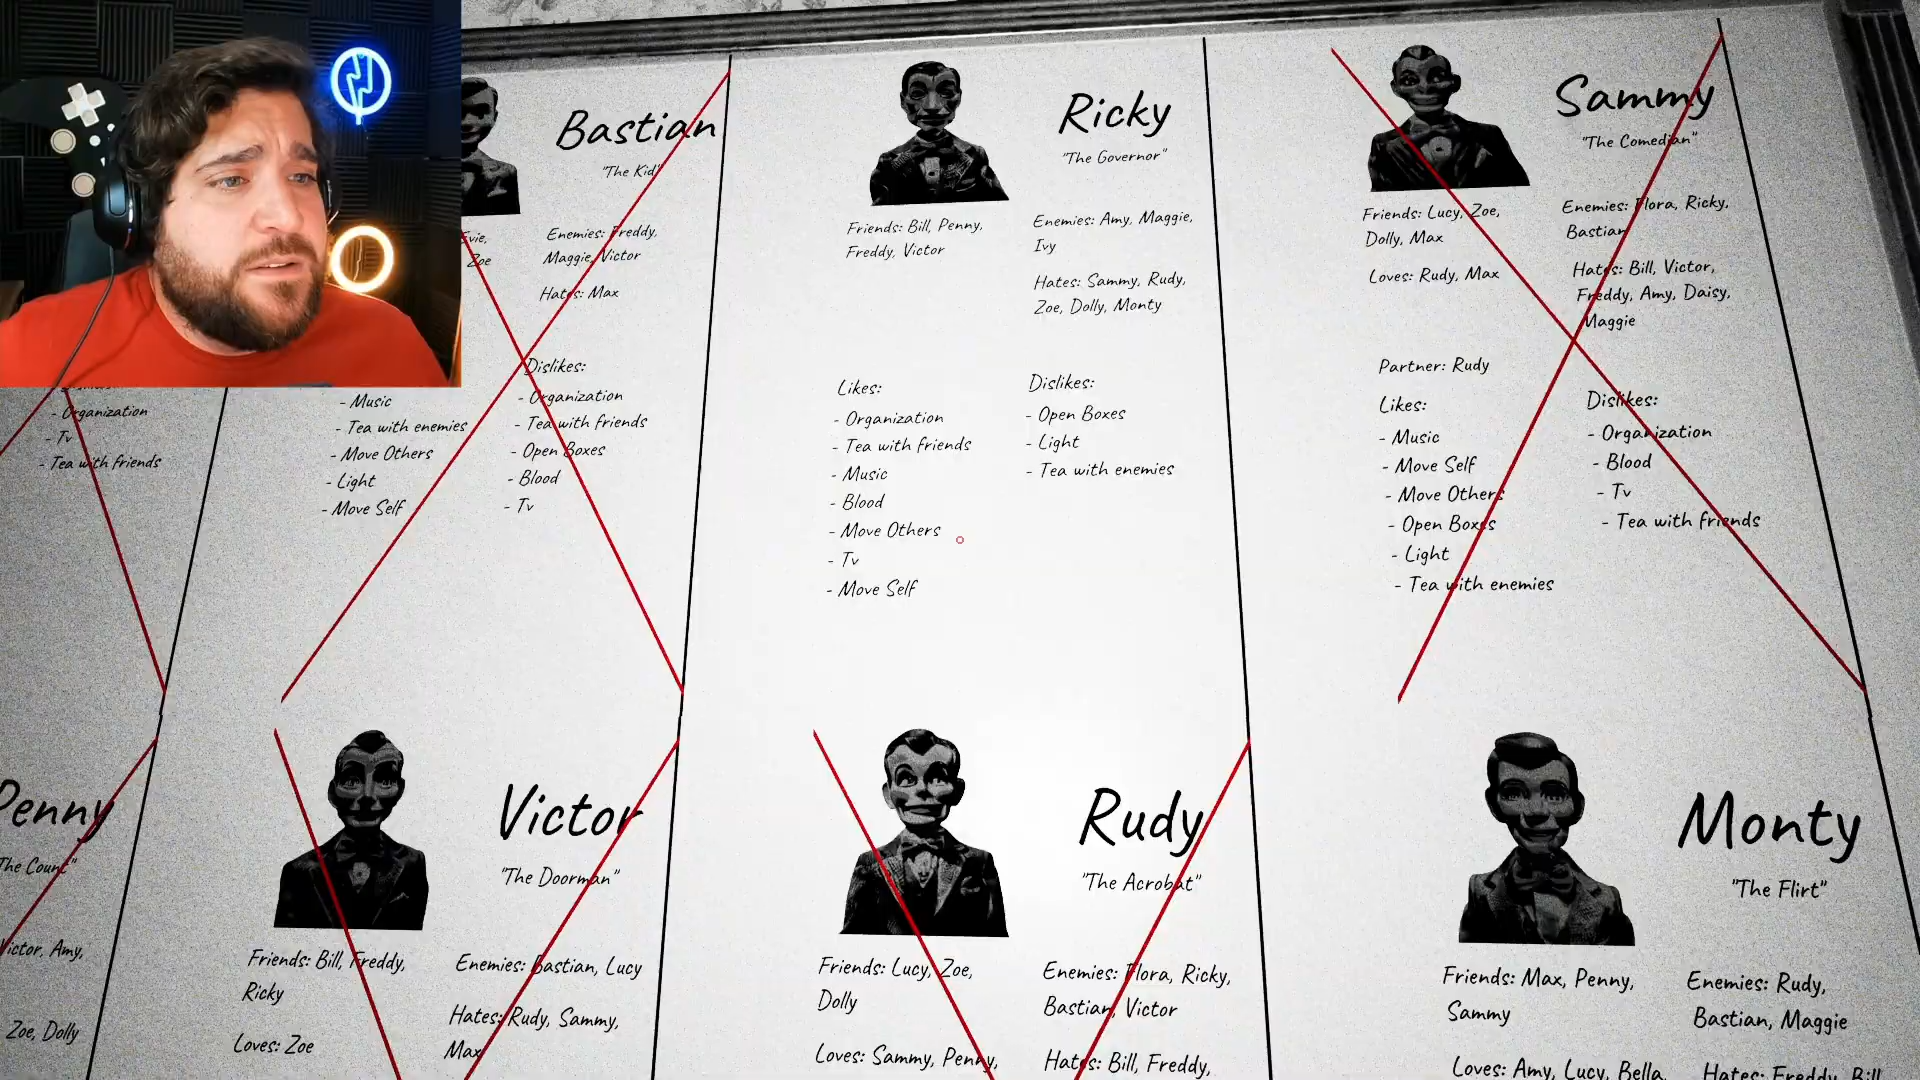 Bastian
"The Kid"
Evie,
Zoe
Enemies: Freddy,
Maggie, Victor
Hates: Max
- Music
- Tea with enemies
- Move Others
- Light
- Move Self
Dislikes:
- Organization
- Tea with friends
- Open Boxes
- Blood
- Tv
- Organization
- Tv
- Tea with friends
Ricky
"The Governor"
Friends: Bill, Penny,
Freddy, Victor
Enemies: Amy, Maggie,
Ivy
Hates: Sammy, Rudy,
Zoe, Dolly, Monty
Likes:
- Organization
- Tea with friends
- Music
- Blood
- Move Others
- Tv
- Move Self
Dislikes:
- Open Boxes
- Light
- Tea with enemies
Sammy
"The Comedian"
Friends: Lucy, Zoe,
Dolly, Max
Loves: Rudy, Max
Enemies: Flora, Ricky,
Bastian
Hates: Bill, Victor,
Freddy, Amy, Daisy,
Maggie
Partner: Rudy
Likes:
- Music
- Move Self
- Move Others
- Open Boxes
- Light
- Tea with enemies
Dislikes:
- Organization
- Blood
- Tv
- Tea with friends
Penny
"The Count"
Victor, Amy,
Zoe, Dolly
Victor
"The Doorman"
Friends: Bill, Freddy,
Ricky
Loves: Zoe
Enemies: Bastian, Lucy
Hates: Rudy, Sammy,
Max
Rudy
"The Acrobat"
Friends: Lucy, Zoe,
Dolly
Loves: Sammy, Penny,
Enemies: Flora, Ricky,
Bastian, Victor
Hates: Bill, Freddy,
Monty
"The Flirt"
Friends: Max, Penny,
Sammy
Loves: Amy, Lucy, Bella,
Enemies: Rudy,
Bastian, Maggie
Hates: Freddy, Bill